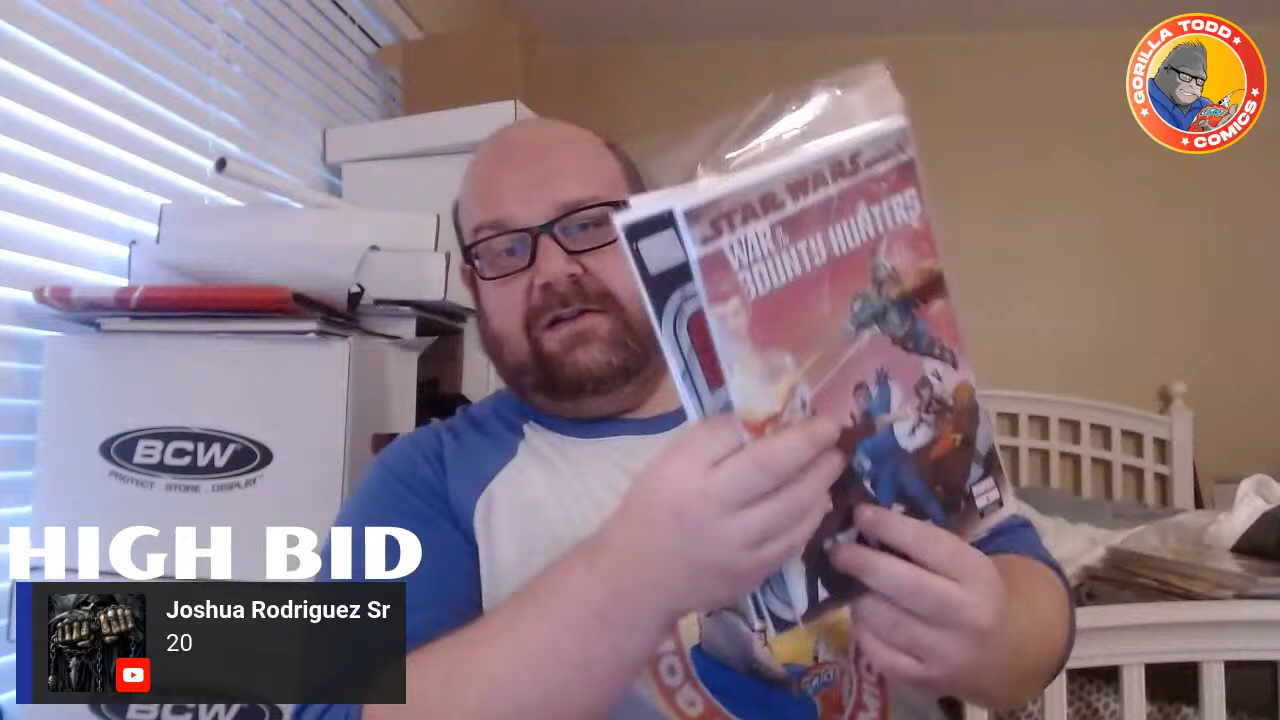 GORILLA TODD
COMICS
STAR WARS
WAR OF THE
BOUNTY HUNTERS
BCW
PROTECT . STORE . DISPLAY
HIGH BID
Joshua Rodriguez Sr
20
BCW